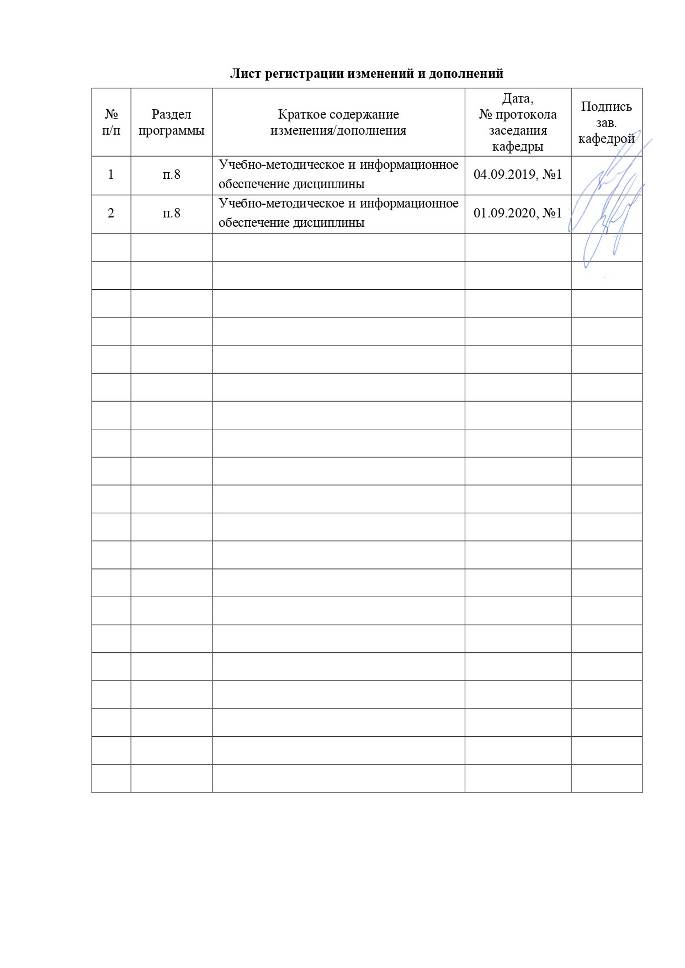 Лист регистрации изменений и дополнений
№ п/п
Раздел программы
Краткое содержание изменения/дополнения
Дата, № протокола заседания кафедры
Подпись зав. кафедрой
1
п.8
Учебно-методическое и информационное
обеспечение дисциплины
04.09.2019, №1
2
п.8
Учебно-методическое и информационное
обеспечение дисциплины
01.09.2020, №1